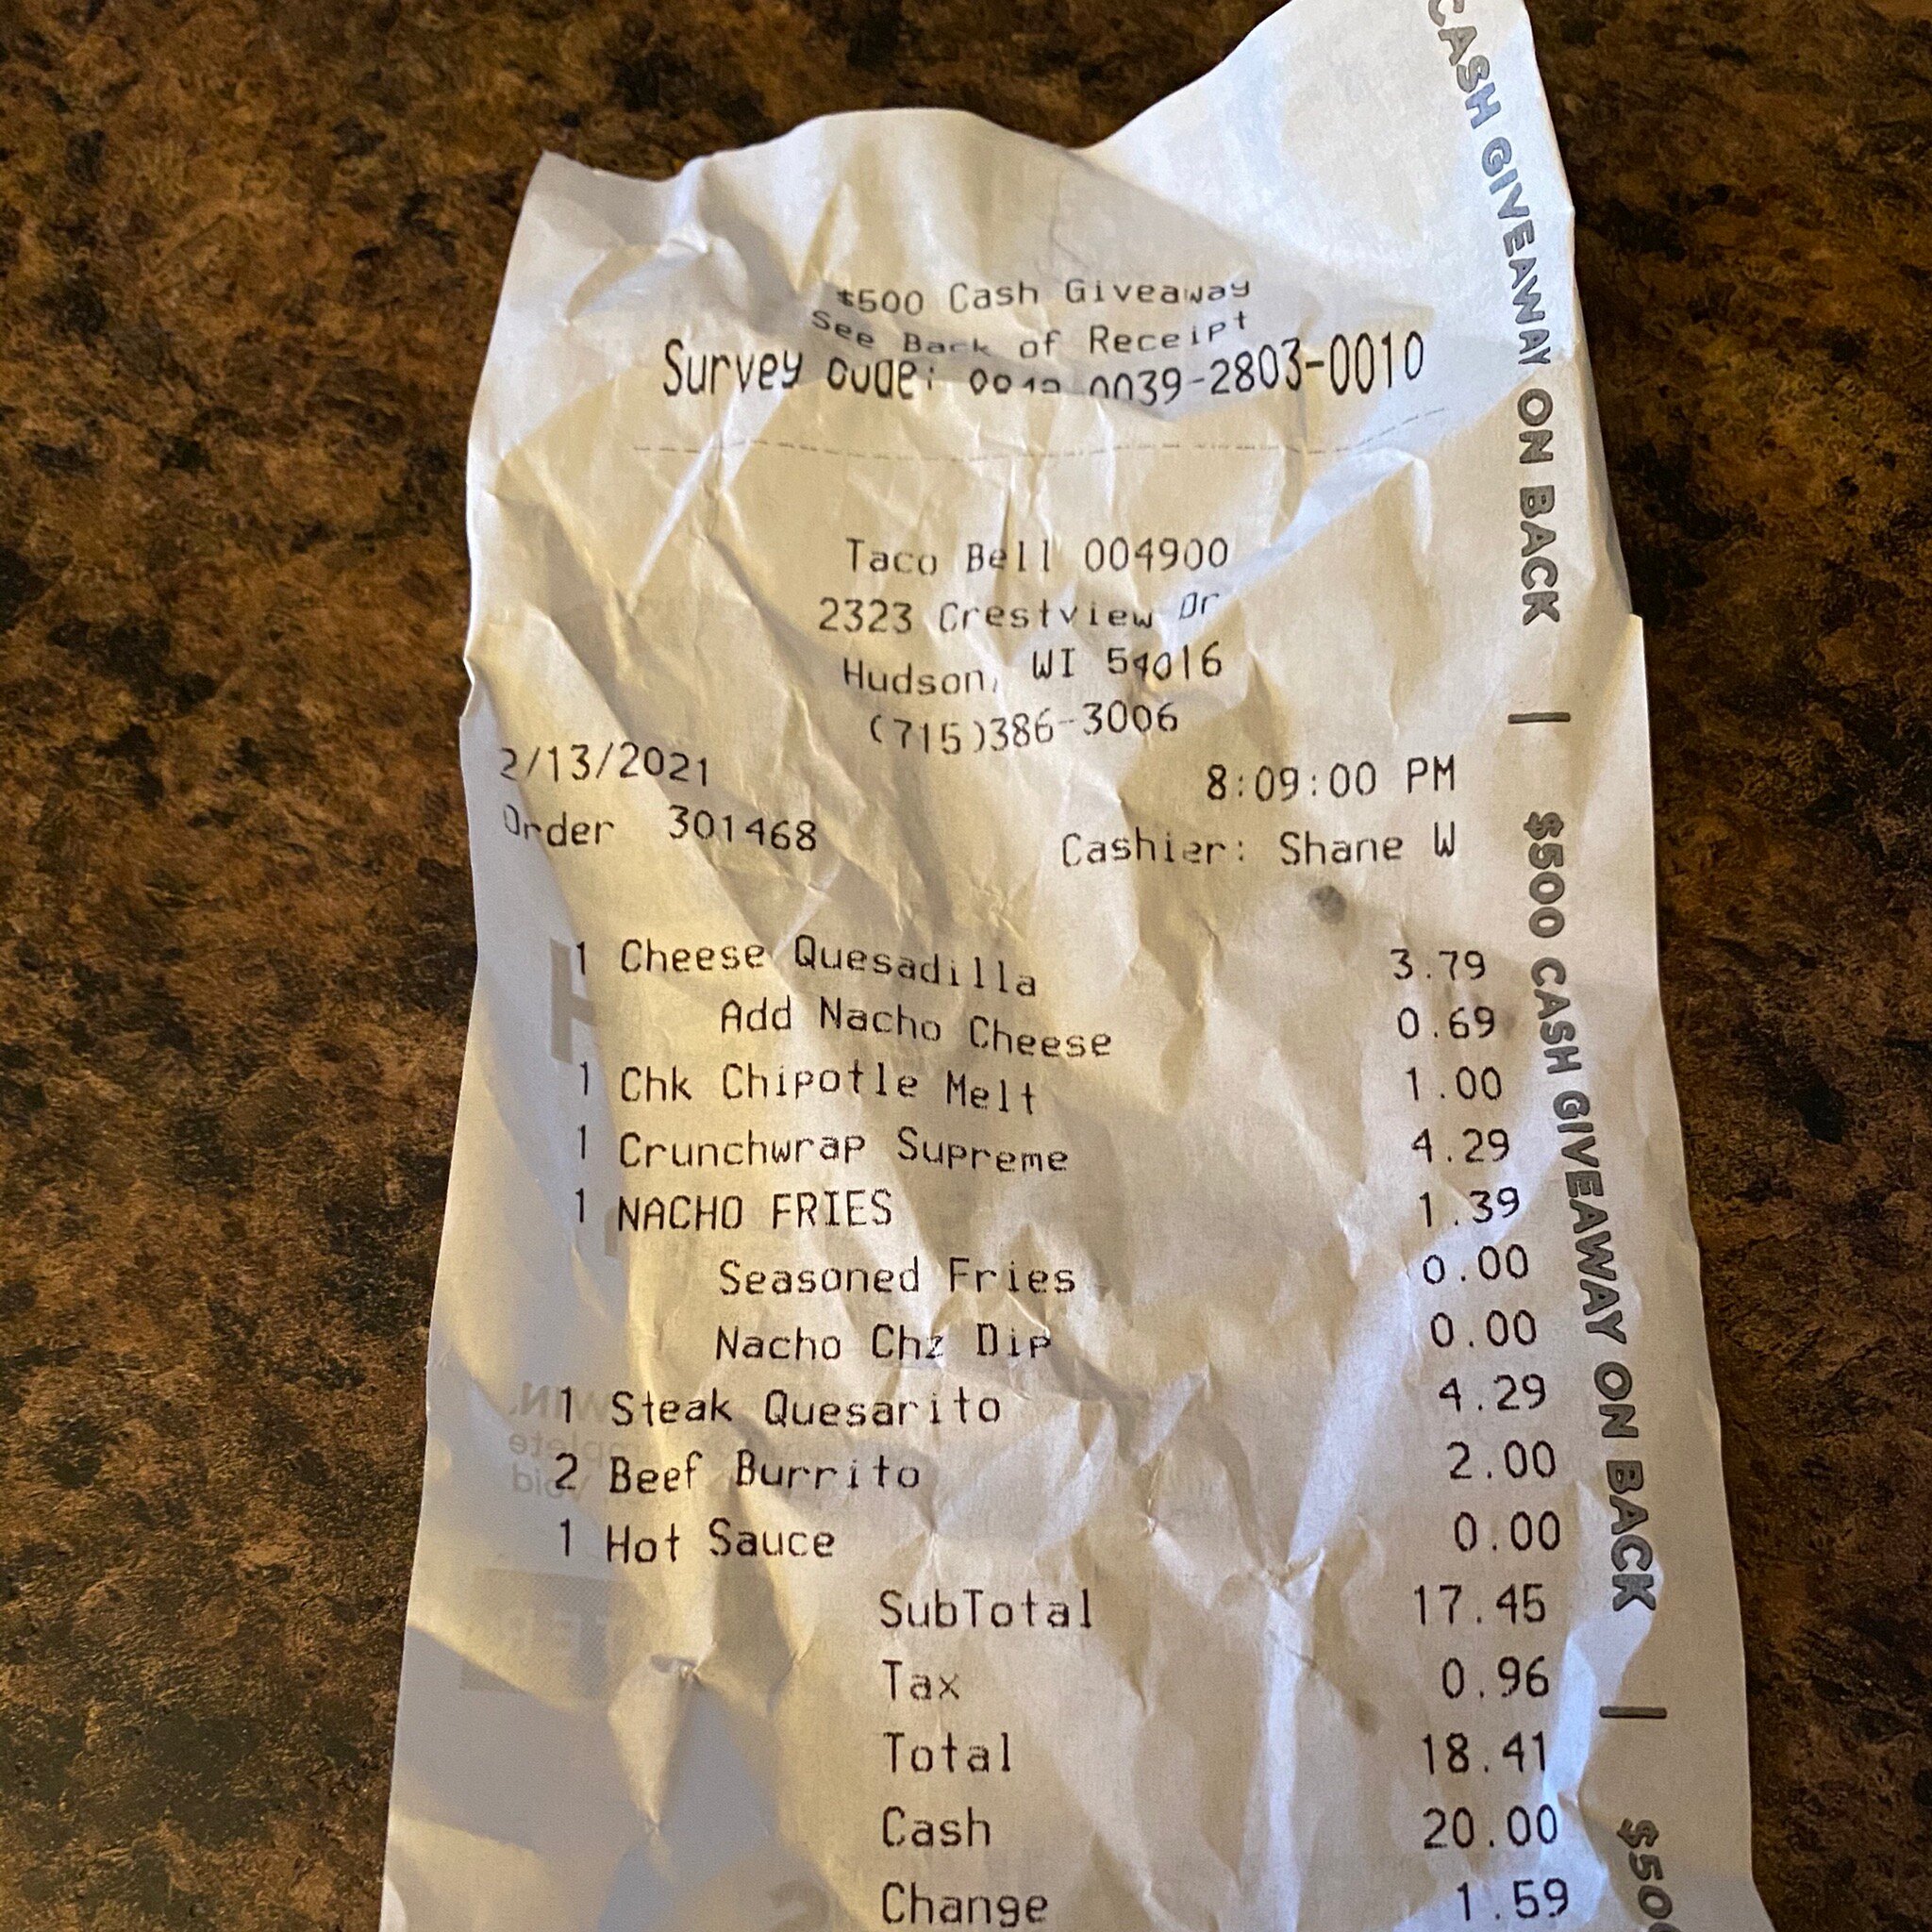 $500 Cash Giveaway
See Back of Receipt
Survey 0039-2803-0010
Taco Bell 004900
2323 Crestview Dr
Hudson, WI 54016
(715)386-3006
2/13/2021 8:09:00 PM
Order 301468 Cashier: Shane W
1 Cheese Quesadilla 3.79
Add Nacho Cheese 0.69
1 Chk Chipotle Melt 1.00
1 Crunchwrap Supreme 4.29
1 NACHO FRIES 1.39
Seasoned Fries 0.00
Nacho Chz Dip 0.00
1 Steak Quesarito 4.29
2 Beef Burrito 2.00
1 Hot Sauce 0.00
SubTotal 17.45
Tax 0.96
Total 18.41
Cash 20.00
Change 1.59
CASH GIVEAWAY ON BACK | $500 CASH GIVEAWAY ON BACK | $500